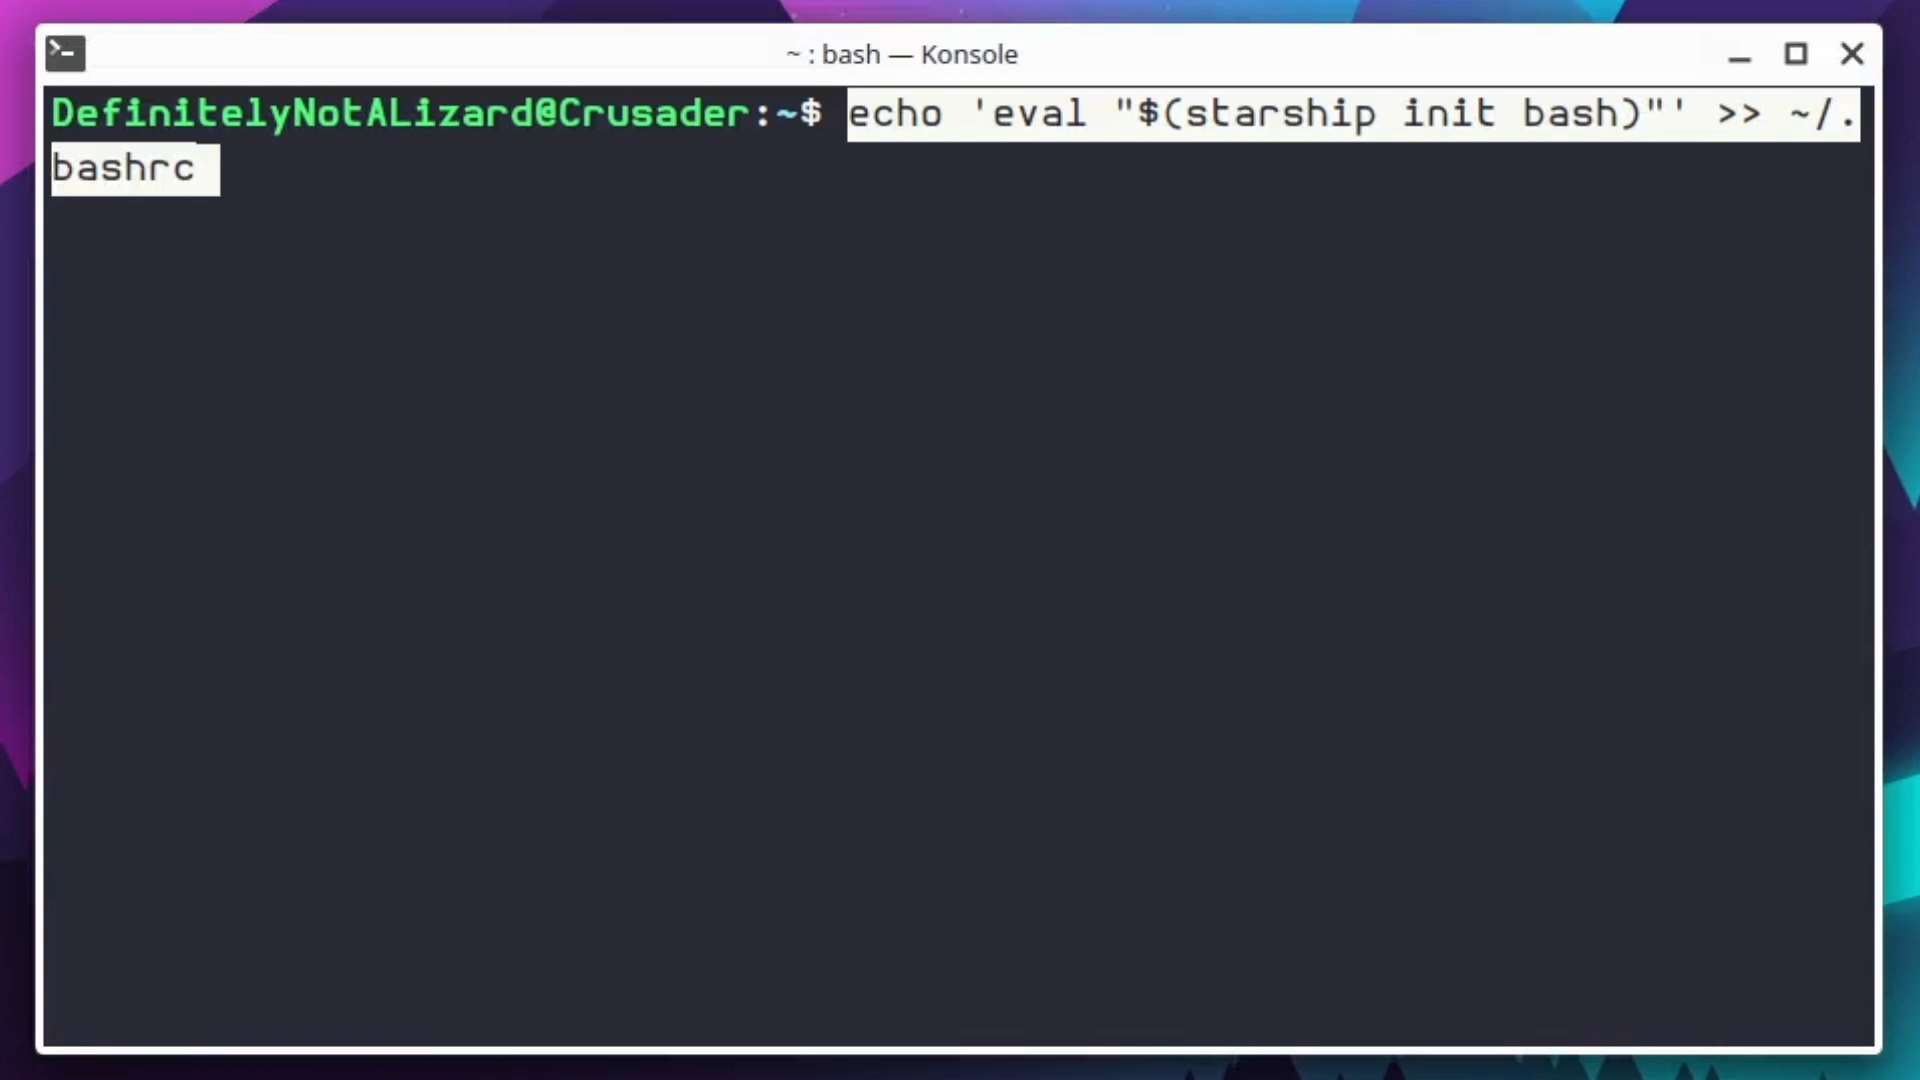 ~ : bash — Konsole
DefinitelyNotALizard@Crusader:~$ echo 'eval "$(starship init bash)"' >> ~/.
bashrc